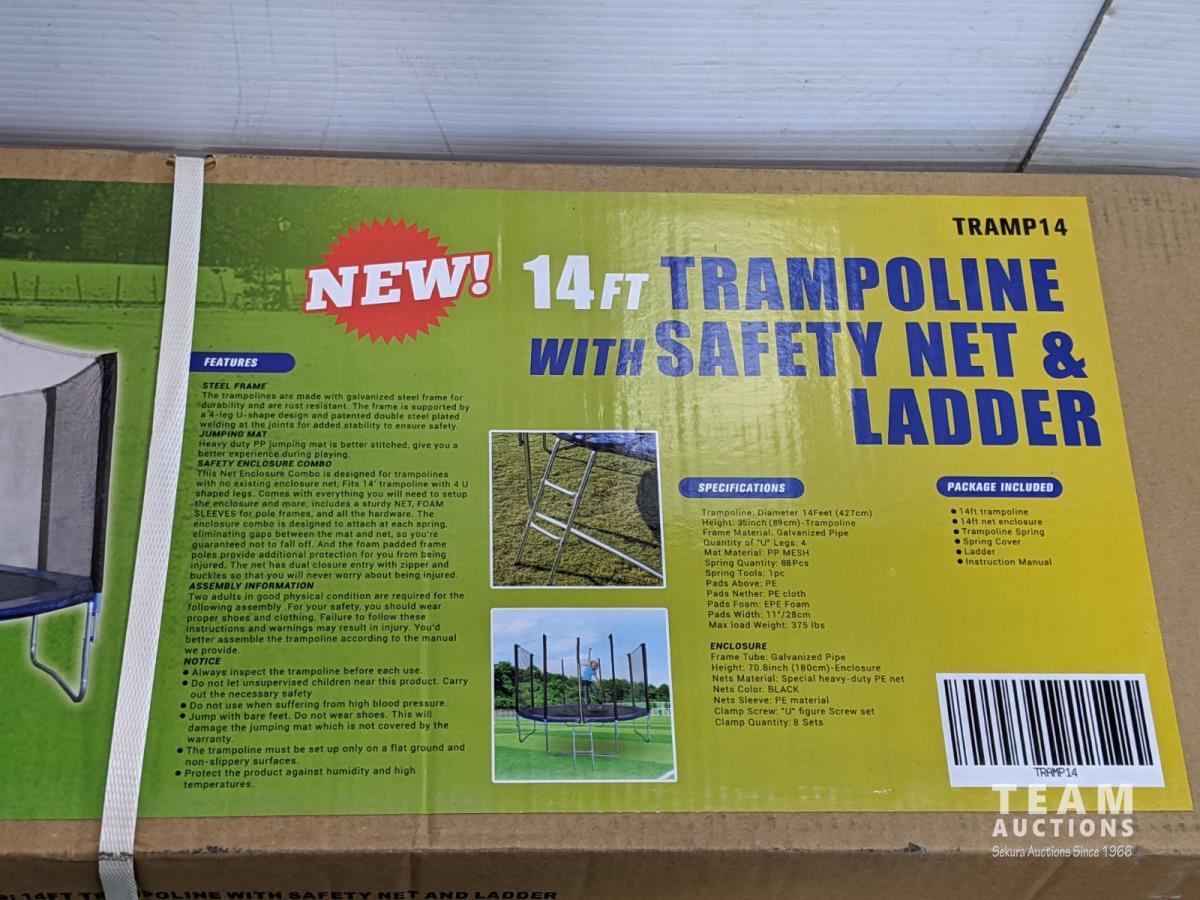 TRAMP14
NEW!
14FT TRAMPOLINE
WITH SAFETY NET &
LADDER
FEATURES
STEEL FRAME
The trampolines are made with galvanized steel frame for
durability and are rust resistant. The frame is supported by
a 4-leg U-shape design and patented double steel plated
welding at the joints for added stability to ensure safety.
JUMPING MAT
Heavy duty PP jumping mat is better stitched, give you a
better experience during playing.
SAFETY ENCLOSURE COMBO
This Net Enclosure Combo is designed for trampolines
with no existing enclosure net, Fits 14' trampoline with 4 U
shaped legs. Comes with everything you will need to setup
the enclosure and more; includes a sturdy NET, FOAM
SLEEVES for pole frames, and all the hardware. The
enclosure combo is designed to attach at each spring,
eliminating gaps between the mat and net, so you're
guaranteed not to fall off. And the foam padded frame
poles provide additional protection for you from being
injured. The net has dual closure entry with zipper and
buckles so that you will never worry about being injured.
ASSEMBLY INFORMATION
Two adults in good physical condition are required for the
following assembly .For your safety, you should wear
proper shoes and clothing. Failure to follow these
instructions and warnings may result in injury. You'd
better assemble the trampoline according to the manual
we provide.
NOTICE
● Always inspect the trampoline before each use.
● Do not let unsupervised children near this product. Carry
out the necessary safety
● Do not use when suffering from high blood pressure.
● Jump with bare feet. Do not wear shoes. This will
damage the jumping mat which is not covered by the
warranty.
● The trampoline must be set up only on a flat ground and
non-slippery surfaces.
● Protect the product against humidity and high
temperatures.
SPECIFICATIONS
Trampoline: Diameter 14Feet (427cm)
Height: 35inch (89cm)-Trampoline
Frame Material: Galvanized Pipe
Quantity of "U" Legs: 4
Mat Material: PP MESH
Spring Quantity: 88Pcs
Spring Tools: 1pc
Pads Above: PE
Pads Nether: PE cloth
Pads Foam: EPE Foam
Pads Width: 11"/28cm
Max load Weight: 375 lbs
ENCLOSURE
Frame Tube: Galvanized Pipe
Height: 70.8inch (180cm)-Enclosure
Nets Material: Special heavy-duty PE net
Nets Color: BLACK
Nets Sleeve: PE material
Clamp Screw: "U" figure Screw set
Clamp Quantity: 8 Sets
PACKAGE INCLUDED
● 14ft trampoline
● 14ft net enclosure
● Trampoline Spring
● Spring Cover
● Ladder
● Instruction Manual
TRAMP14
TEAM
AUCTIONS
Sekura Auctions Since 1966
14FT TRAMPOLINE WITH SAFETY NET AND LADDER